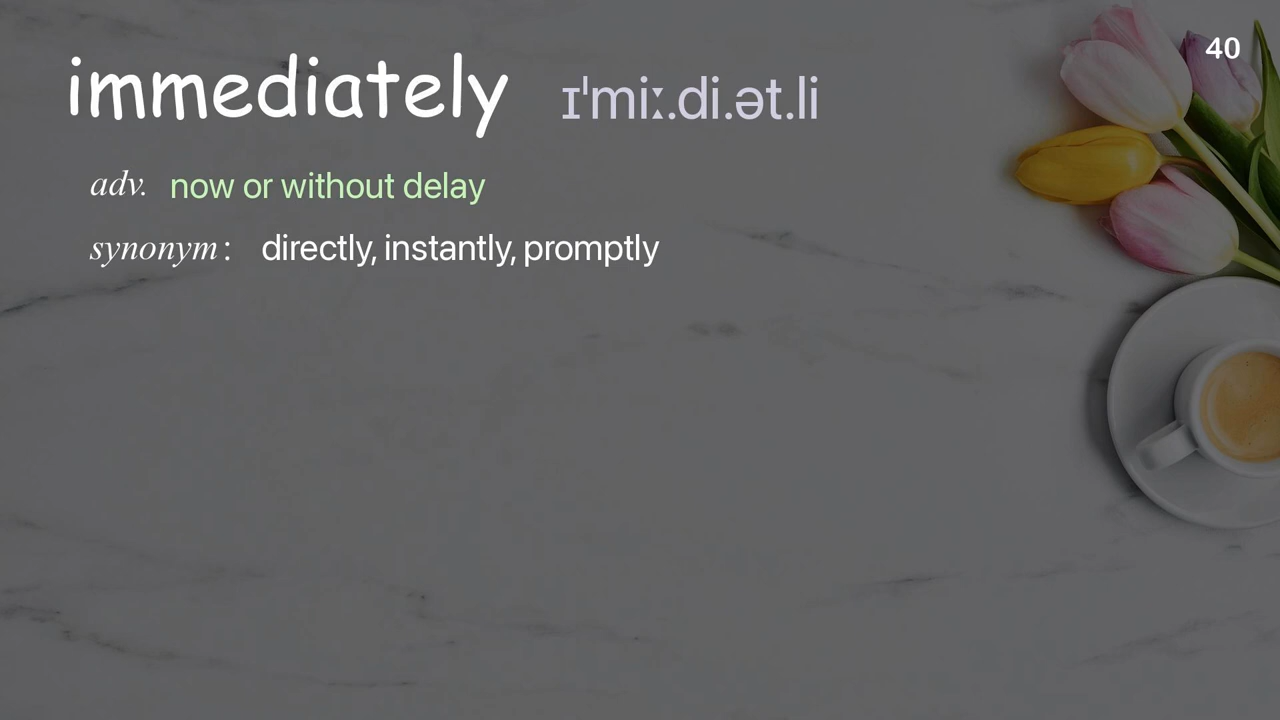 40
immediately ɪˈmiː.di.ət.li
adv. now or without delay
synonym: directly, instantly, promptly